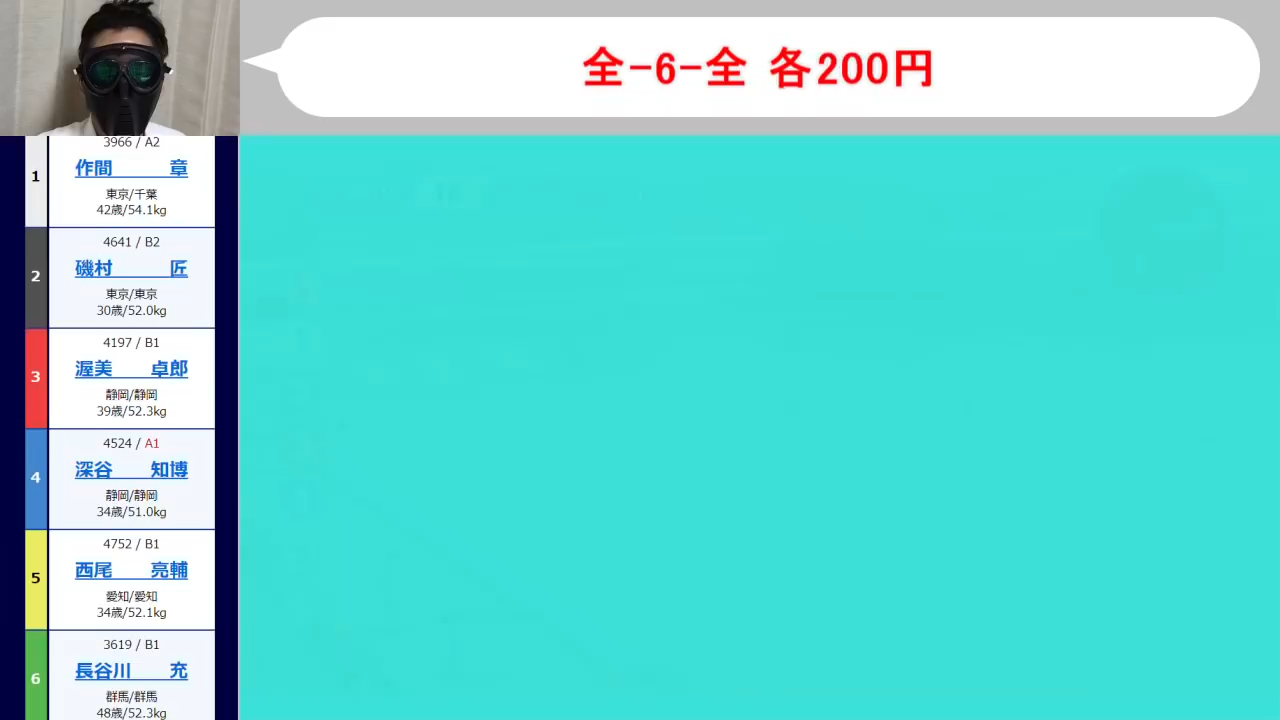 全-6-全 各200円
3966 / A2
1
作間 章
東京/千葉
42歳/54.1kg
4641 / B2
2
磯村 匠
東京/東京
30歳/52.0kg
4197 / B1
3
渥美 卓郎
静岡/静岡
39歳/52.3kg
4524 / A1
4
深谷 知博
静岡/静岡
34歳/51.0kg
4752 / B1
5
西尾 亮輔
愛知/愛知
34歳/52.1kg
3619 / B1
6
長谷川 充
群馬/群馬
48歳/52.3kg